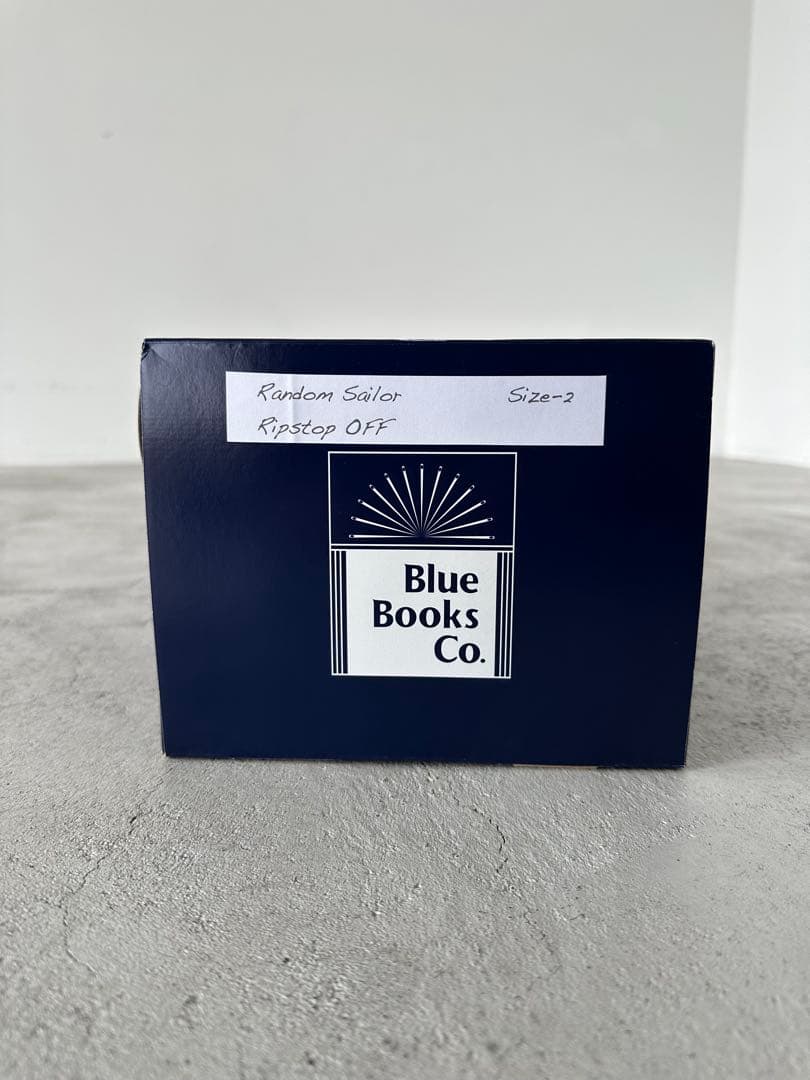 Random Sailor Size-2
Ripstop OFF
Blue
Books
Co.